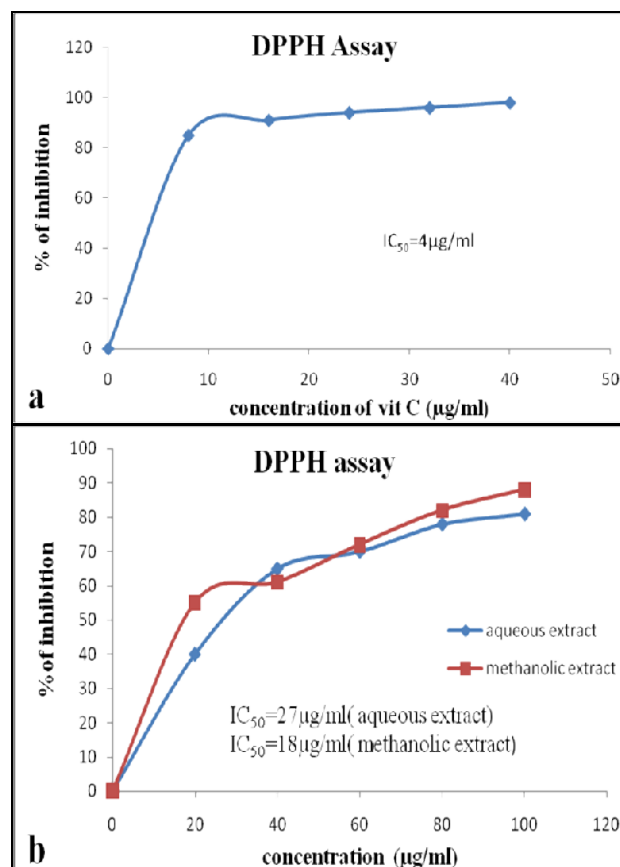 DPPH Assay
120
100
80
60
40
20
0
% of inhibition
IC50=4µg/ml
0 10 20 30 40 50
concentration of vit C (µg/ml)
a
DPPH assay
100
90
80
70
60
50
40
30
20
10
0
% of inhibition
aqueous extract
methanolic extract
IC50=27µg/ml( aqueous extract)
IC50=18µg/ml( methanolic extract)
0 20 40 60 80 100 120
concentration (µg/ml)
b